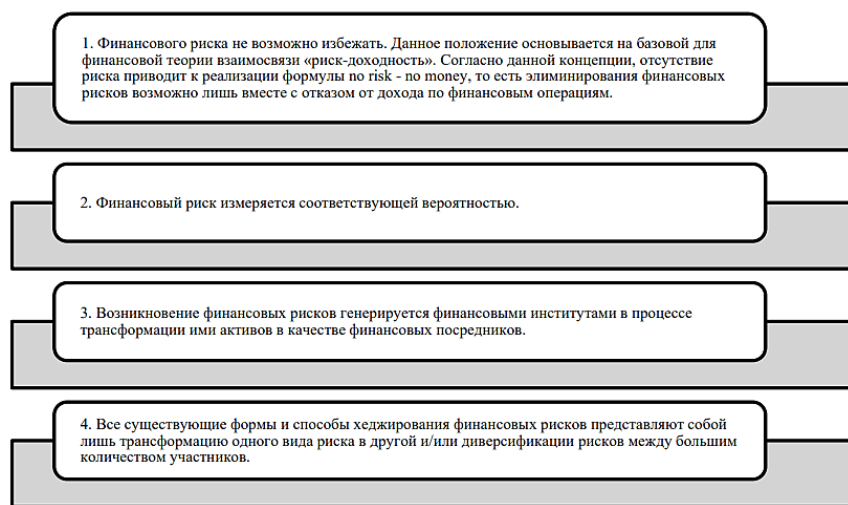 1. Финансового риска не возможно избежать. Данное положение основывается на базовой для
финансовой теории взаимосвязи «риск-доходность». Согласно данной концепции, отсутствие
риска приводит к реализации формулы no risk - no money, то есть элиминирования финансовых
рисков возможно лишь вместе с отказом от дохода по финансовым операциям.
2. Финансовый риск измеряется соответствующей вероятностью.
3. Возникновение финансовых рисков генерируется финансовыми институтами в процессе
трансформации ими активов в качестве финансовых посредников.
4. Все существующие формы и способы хеджирования финансовых рисков представляют собой
лишь трансформацию одного вида риска в другой и/или диверсификации рисков между большим
количеством участников.